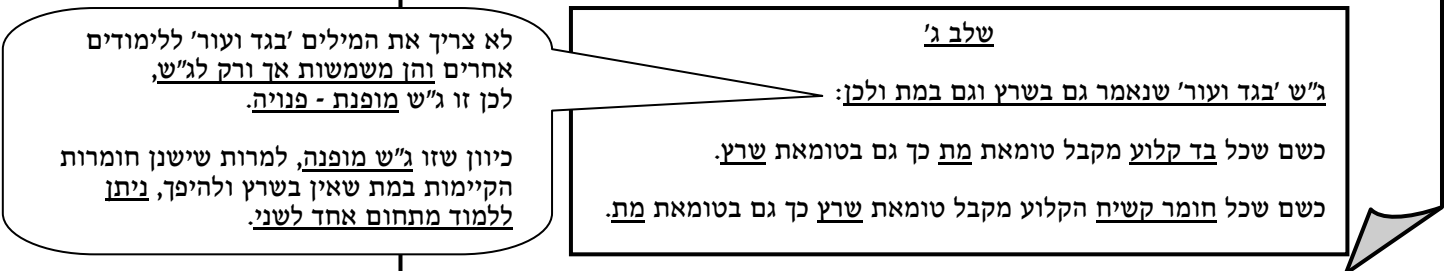 שלב ג'
ג"ש 'בגד ועור' שנאמר גם בשרץ וגם במת ולכן:
כשם שכל בד קלוע מקבל טומאת מת כך גם בטומאת שרץ.
כשם שכל חומר קשיח הקלוע מקבל טומאת שרץ כך גם בטומאת מת.
לא צריך את המילים 'בגד ועור' ללימודים
אחרים והן משמשות אך ורק לג"ש,
לכן זו ג"ש מופנת - פנויה.
כיוון שזו ג"ש מופנה, למרות שישנן חומרות
הקיימות במת שאין בשרץ ולהיפך, ניתן
ללמוד מתחום אחד לשני.